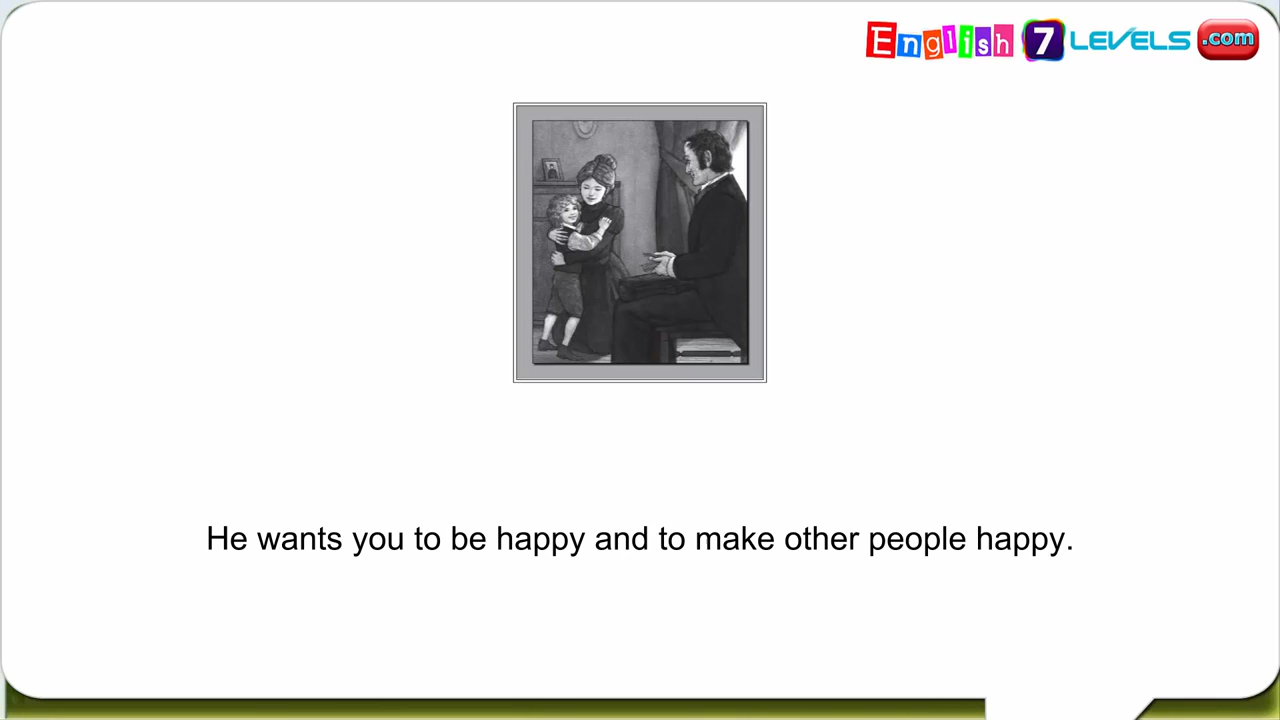 English 7 LEVELS .com
He wants you to be happy and to make other people happy.